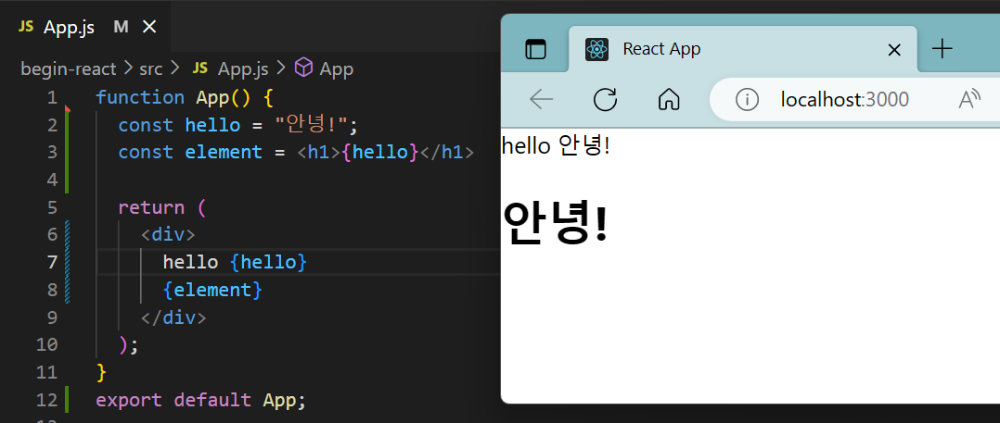 JS App.js M
begin-react > src > JS App.js > App
1 function App() {
2 const hello = "안녕!";
3 const element = <h1>{hello}</h1>
4
5 return (
6 <div>
7 hello {hello}
8 {element}
9 </div>
10 );
11 }
12 export default App;
React App
localhost:3000
hello 안녕!
안녕!